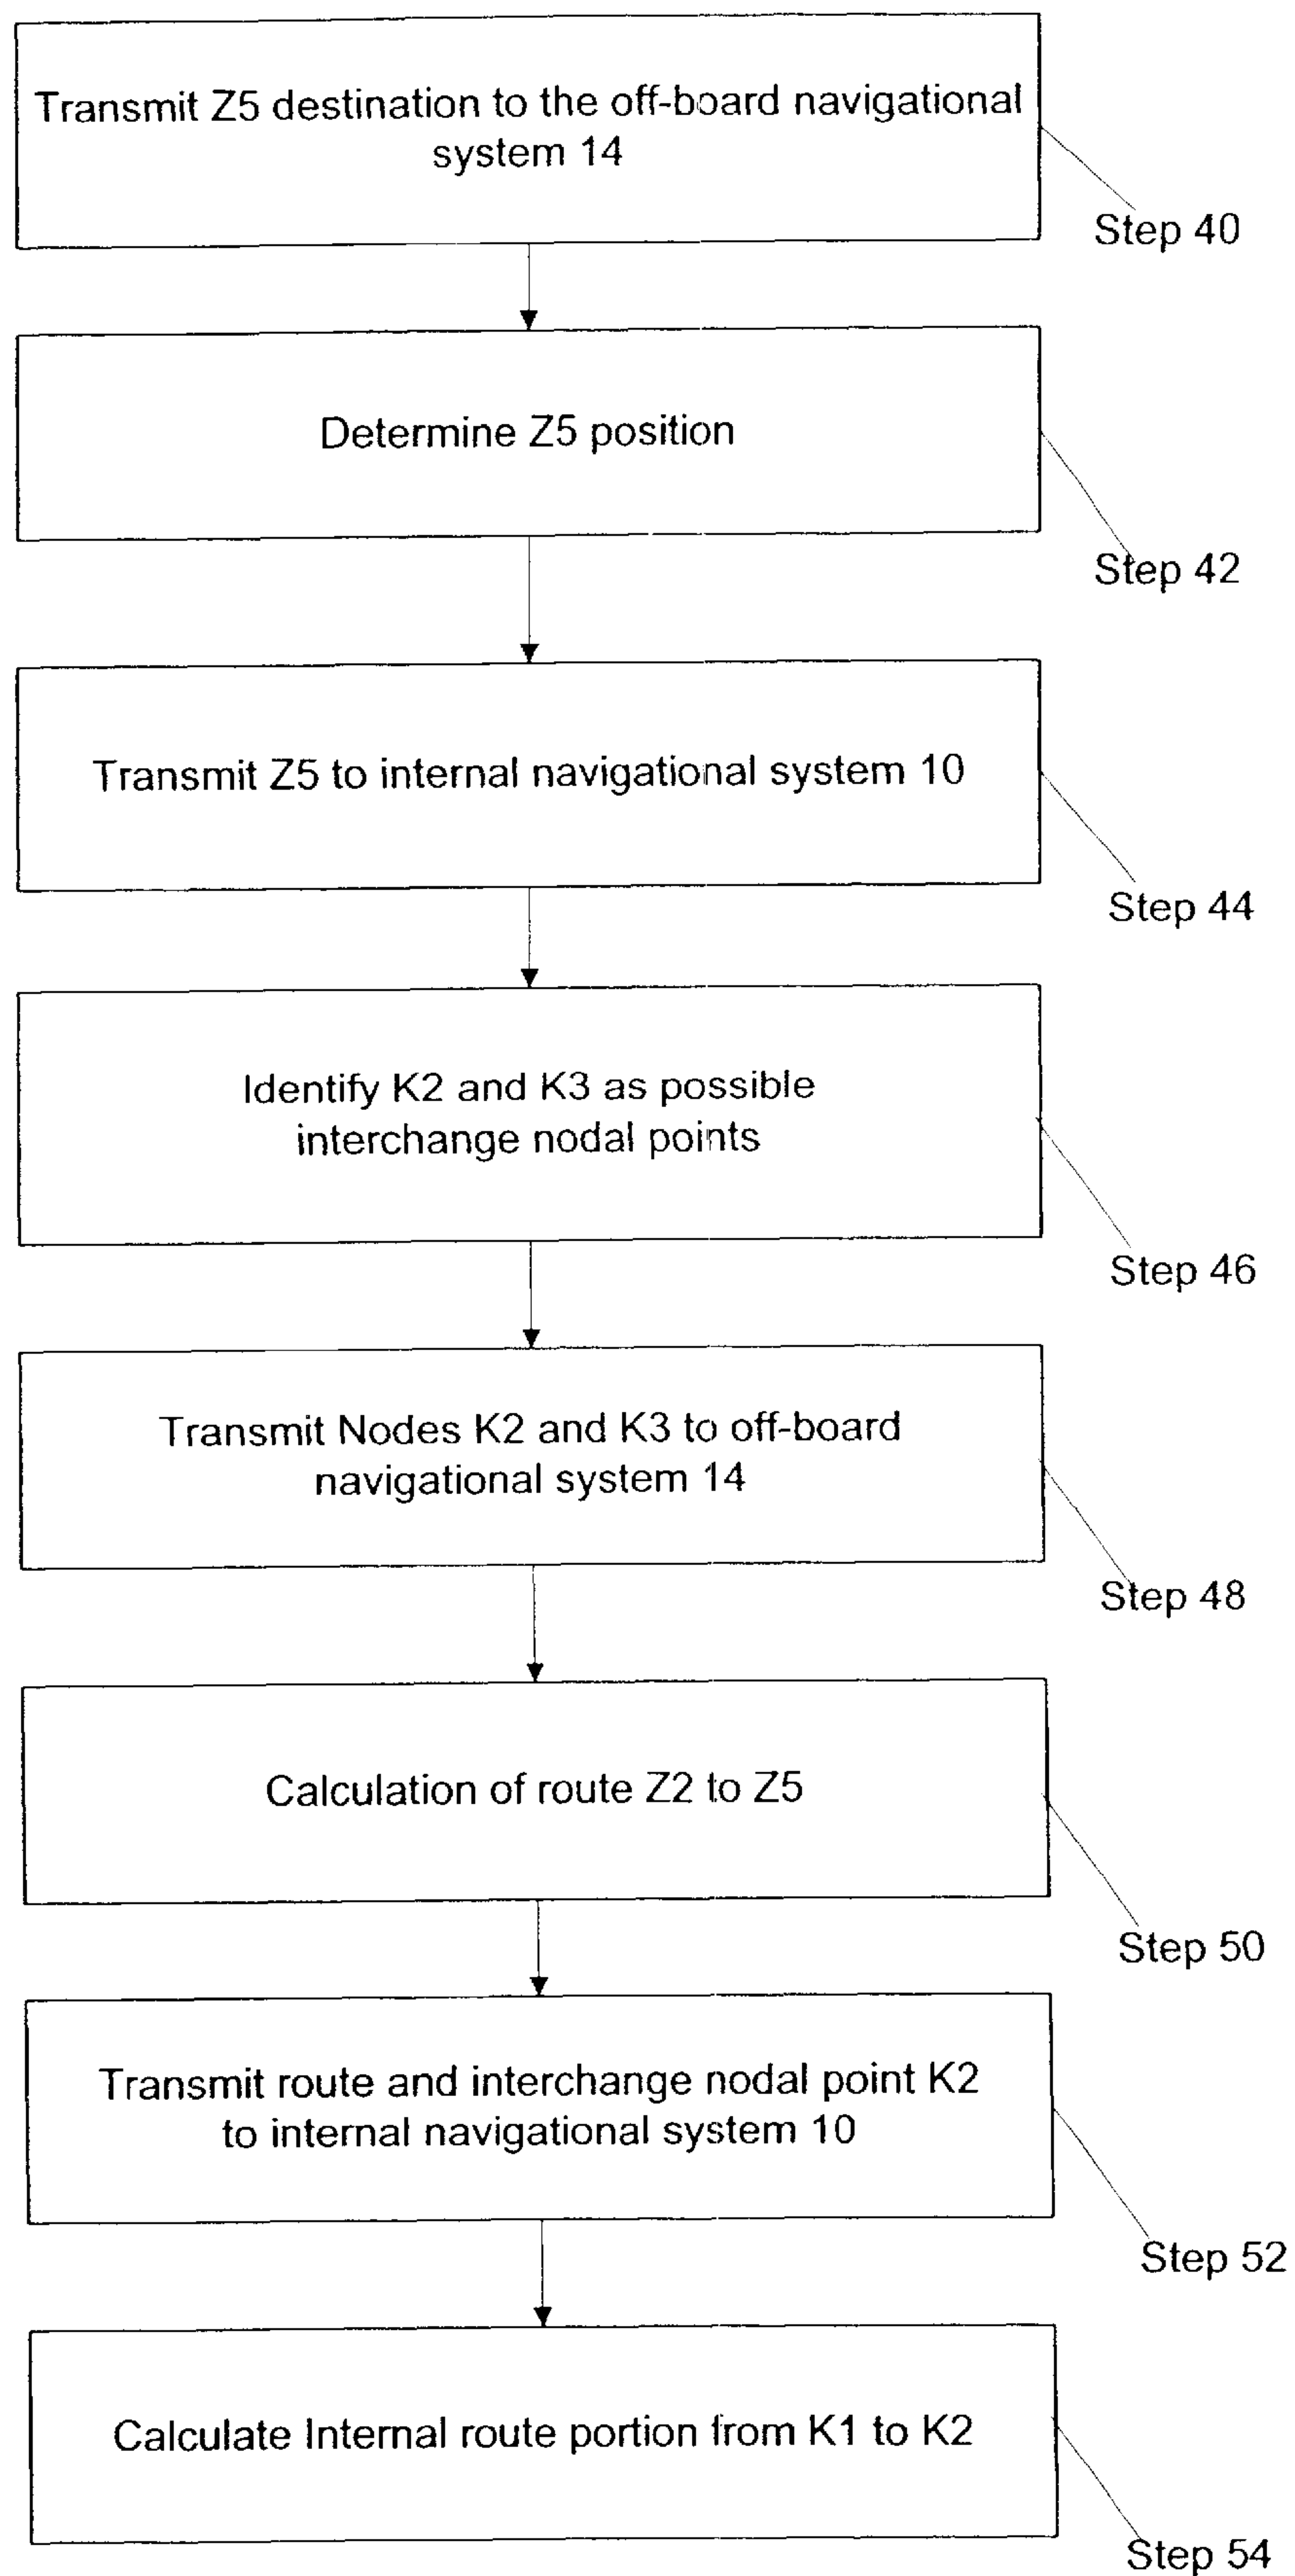 Transmit Z5 destination to the off-board navigational
system 14
Step 40
Determine Z5 position
Step 42
Transmit Z5 to internal navigational system 10
Step 44
Identify K2 and K3 as possible
interchange nodal points
Step 46
Transmit Nodes K2 and K3 to off-board
navigational system 14
Step 48
Calculation of route Z2 to Z5
Step 50
Transmit route and interchange nodal point K2
to internal navigational system 10
Step 52
Calculate Internal route portion from K1 to K2
Step 54